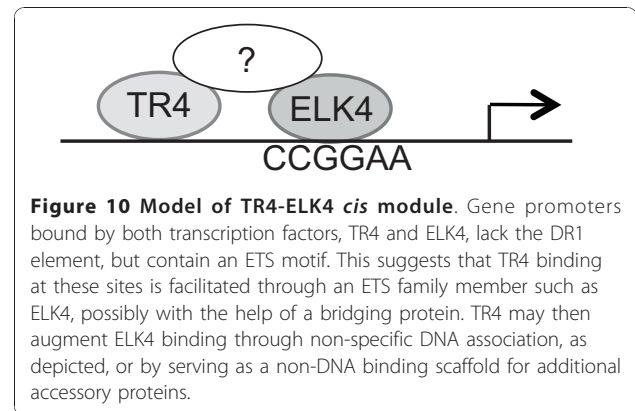 ?
TR4 ELK4
CCGGAA
Figure 10 Model of TR4-ELK4 cis module. Gene promoters
bound by both transcription factors, TR4 and ELK4, lack the DR1
element, but contain an ETS motif. This suggests that TR4 binding
at these sites is facilitated through an ETS family member such as
ELK4, possibly with the help of a bridging protein. TR4 may then
augment ELK4 binding through non-specific DNA association, as
depicted, or by serving as a non-DNA binding scaffold for additional
accessory proteins.